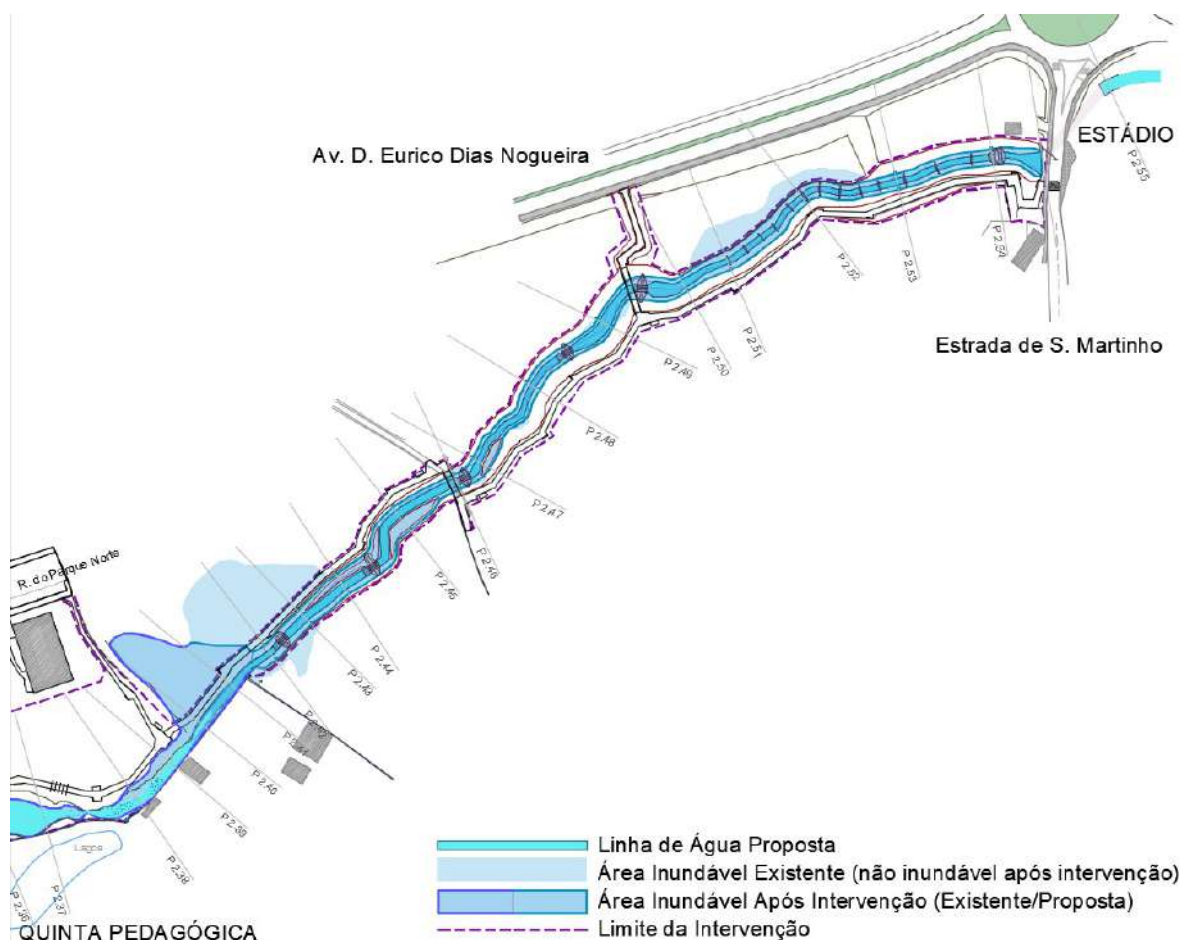 ESTÁDIO
Av. D. Eurico Dias Nogueira
P 2.55
P 2.54
P 2.53
P 2.52
P 2.51
P 2.50
P 2.49
Estrada de S. Martinho
P 2.48
P 2.47
P 2.46
P 2.45
R. do Parque Norte
P 2.44
P 2.43
P 2.42
P 2.41
P 2.40
P 2.39
P 2.38
P 2.37
P 2.36
Lagoa
QUINTA PEDAGÓGICA
Linha de Água Proposta
Área Inundável Existente (não inundável após intervenção)
Área Inundável Após Intervenção (Existente/Proposta)
Limite da Intervenção